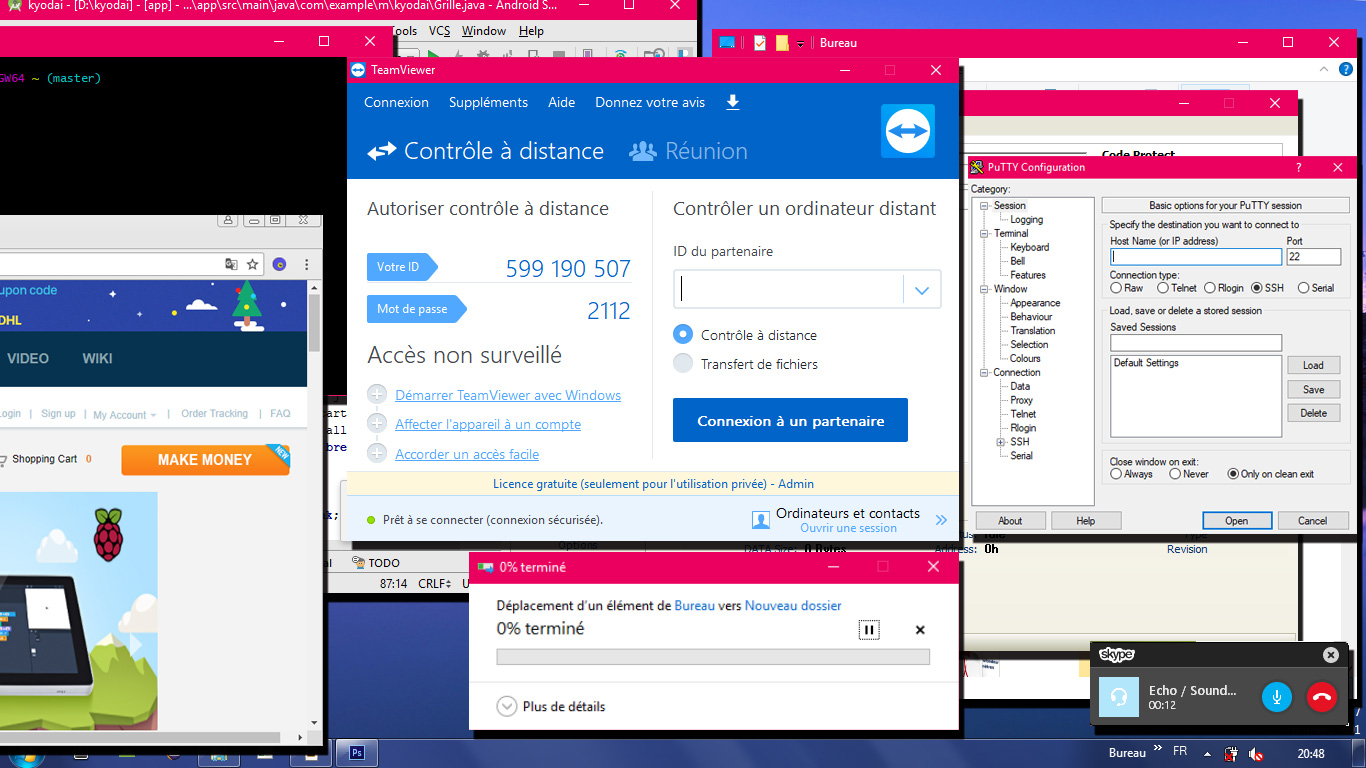 kyodai - [D:\kyodai] - [app] - ...\app\src\main\java\com\example\m\kyodai\Grille.java - Android S...
ools VCS Window Help
GW64 ~ (master)
upon code
DHL
VIDEO WIKI
ogin | Sign up | My Account | Order Tracking | FAQ
Shopping Cart 0
MAKE MONEY
NEW
TODO
87:14 CRLF
TeamViewer
Connexion Suppléments Aide Donnez votre avis
Contrôle à distance Réunion
Autoriser contrôle à distance
Votre ID 599 190 507
Mot de passe 2112
Accès non surveillé
Démarrer TeamViewer avec Windows
Affecter l'appareil à un compte
Accorder un accès facile
Contrôler un ordinateur distant
ID du partenaire
Contrôle à distance
Transfert de fichiers
Connexion à un partenaire
Licence gratuite (seulement pour l'utilisation privée) - Admin
Prêt à se connecter (connexion sécurisée).
Ordinateurs et contacts
Ouvrir une session
0% terminé
Déplacement d'un élément de Bureau vers Nouveau dossier
0% terminé
Plus de détails
Bureau
Code Protect
PuTTY Configuration
Category:
Session
Logging
Terminal
Keyboard
Bell
Features
Window
Appearance
Behaviour
Translation
Selection
Colours
Connection
Data
Proxy
Telnet
Rlogin
SSH
Serial
Basic options for your PuTTY session
Specify the destination you want to connect to
Host Name (or IP address) Port
22
Connection type:
Raw Telnet Rlogin SSH Serial
Load, save or delete a stored session
Saved Sessions
Default Settings
Load
Save
Delete
Close window on exit:
Always Never Only on clean exit
About Help Open Cancel
Options
DATA Size: 0 Bytes
Address: 0h
Revision
skype
Echo / Sound...
00:12
Ps
Bureau FR 20:48